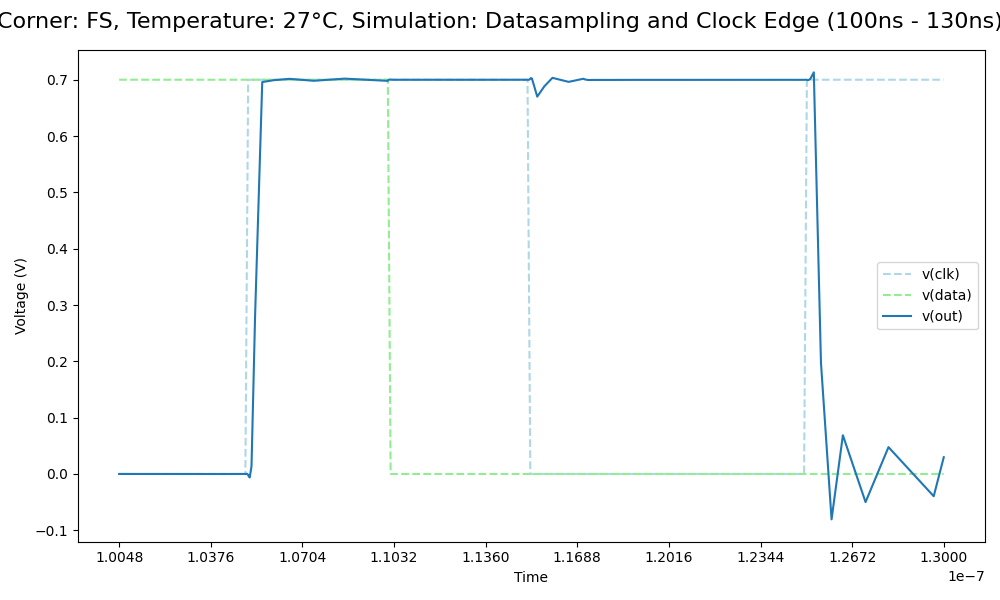 Corner: FS, Temperature: 27°C, Simulation: Datasampling and Clock Edge (100ns - 130ns)
0.7
0.6
0.5
0.4
0.3
0.2
0.1
0.0
−0.1
Voltage (V)
v(clk)
v(data)
v(out)
1.0048 1.0376 1.0704 1.1032 1.1360 1.1688 1.2016 1.2344 1.2672 1.3000
Time
1e−7